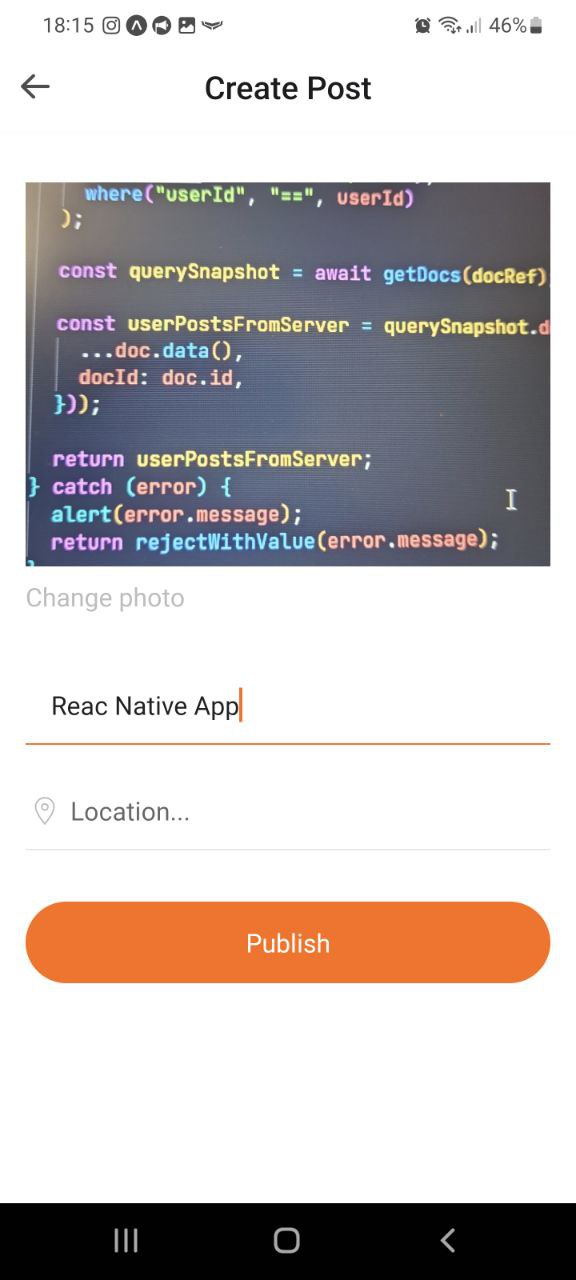 18:15 46%
Create Post
where("userId", "==", userId)
);
const querySnapshot = await getDocs(docRef)
const userPostsFromServer = querySnapshot.d
...doc.data(),
docId: doc.id,
}));
return userPostsFromServer;
} catch (error) {
alert(error.message);
return rejectWithValue(error.message);
Change photo
Reac Native App
Location...
Publish